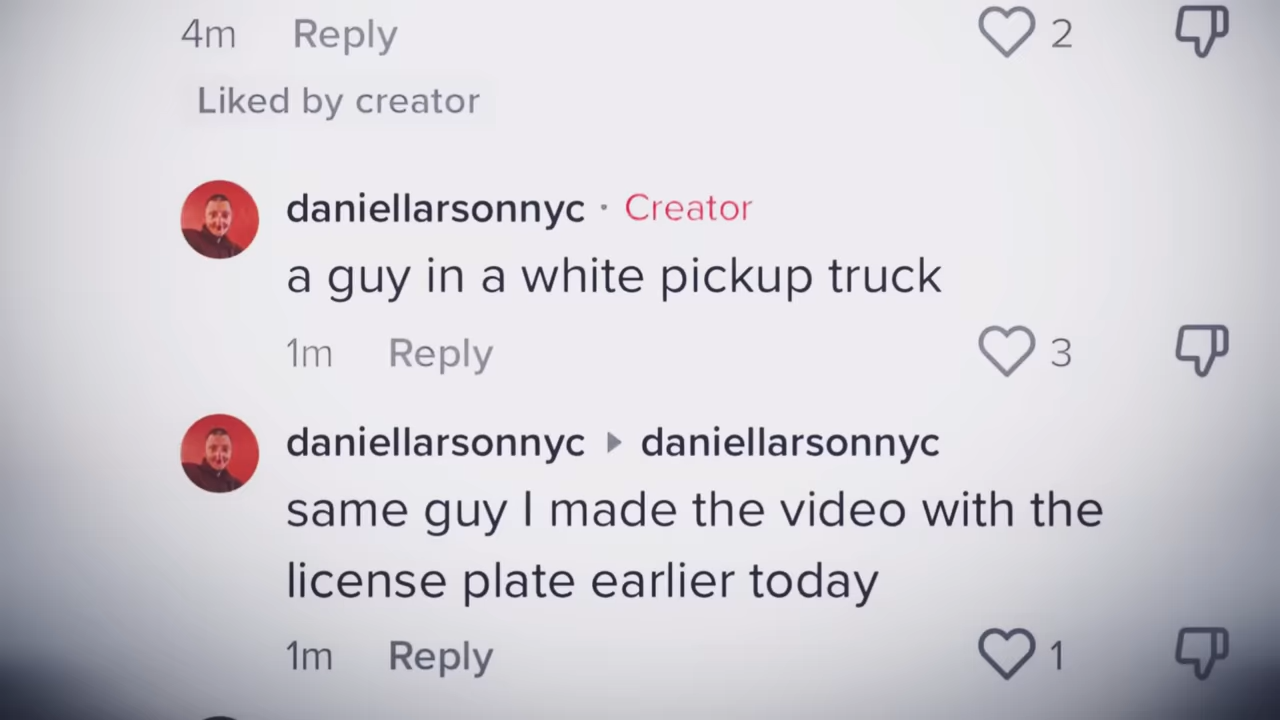 4m Reply 2
Liked by creator
daniellarsonnyc · Creator
a guy in a white pickup truck
1m Reply 3
daniellarsonnyc ▸ daniellarsonnyc
same guy I made the video with the
license plate earlier today
1m Reply 1